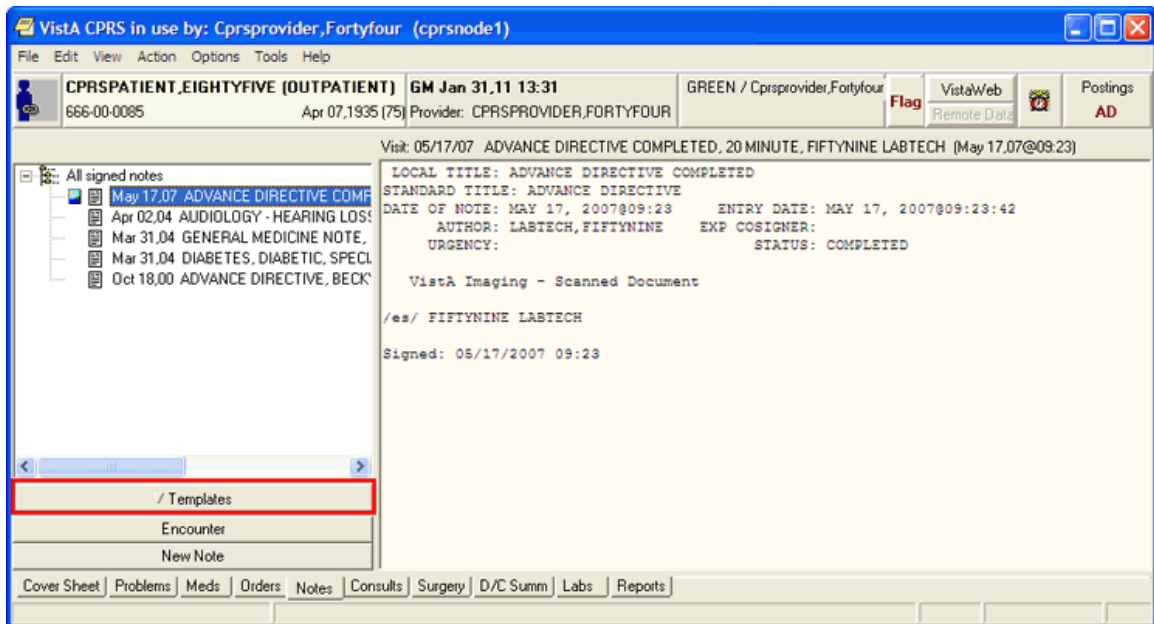 VistA CPRS in use by: Cprsprovider,Fortyfour (cprsnode1)
File Edit View Action Options Tools Help
CPRSPATIENT,EIGHTYFIVE (OUTPATIENT) GM Jan 31,11 13:31 GREEN / Cprsprovider,Fortyfour Flag VistaWeb Postings
666-00-0085 Apr 07,1935 (75) Provider: CPRSPROVIDER,FORTYFOUR Remote Data AD
Visit: 05/17/07 ADVANCE DIRECTIVE COMPLETED, 20 MINUTE, FIFTYNINE LABTECH (May 17,07@09:23)
All signed notes
May 17,07 ADVANCE DIRECTIVE COMP
Apr 02,04 AUDIOLOGY - HEARING LOSS
Mar 31,04 GENERAL MEDICINE NOTE,
Mar 31,04 DIABETES, DIABETIC, SPECI
Oct 18,00 ADVANCE DIRECTIVE, BECKY
LOCAL TITLE: ADVANCE DIRECTIVE COMPLETED
STANDARD TITLE: ADVANCE DIRECTIVE
DATE OF NOTE: MAY 17, 2007@09:23 ENTRY DATE: MAY 17, 2007@09:23:42
AUTHOR: LABTECH,FIFTYNINE EXP COSIGNER:
URGENCY: STATUS: COMPLETED
VistA Imaging - Scanned Document
/es/ FIFTYNINE LABTECH
Signed: 05/17/2007 09:23
/ Templates
Encounter
New Note
Cover Sheet Problems Meds Orders Notes Consults Surgery D/C Summ Labs Reports